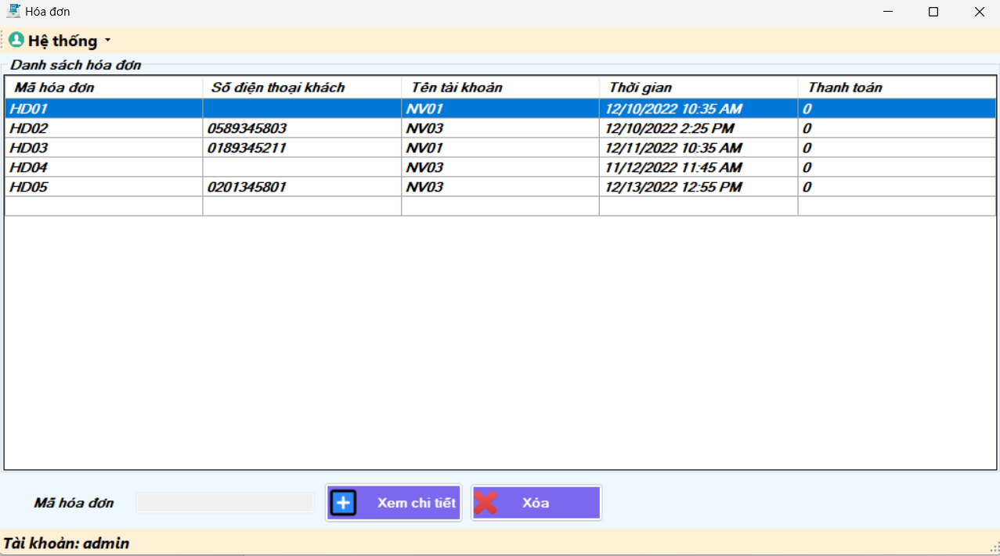 Hóa đơn
Hệ thống
Danh sách hóa đơn
Mã hóa đơn Số điện thoại khách Tên tài khoản Thời gian Thanh toán
HD01 NV01 12/10/2022 10:35 AM 0
HD02 0589345803 NV03 12/10/2022 2:25 PM 0
HD03 0189345211 NV01 12/11/2022 10:35 AM 0
HD04 NV03 11/12/2022 11:45 AM 0
HD05 0201345801 NV03 12/13/2022 12:55 PM 0
Mã hóa đơn Xem chi tiết Xóa
Tài khoản: admin